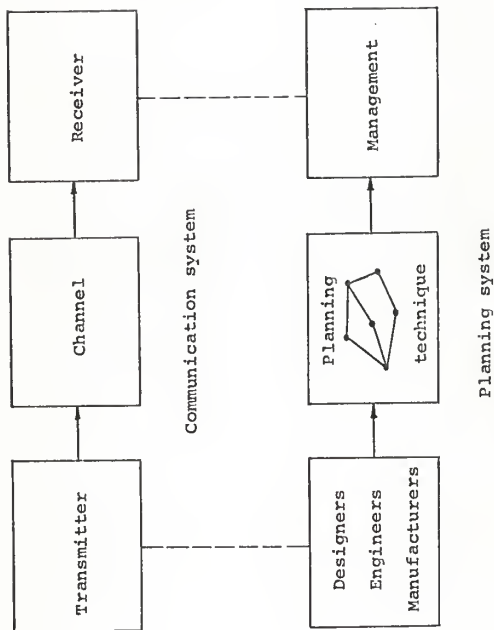 Transmitter
Channel
Receiver
Communication system
Designers
Engineers
Manufacturers
Planning
technique
Management
Planning system